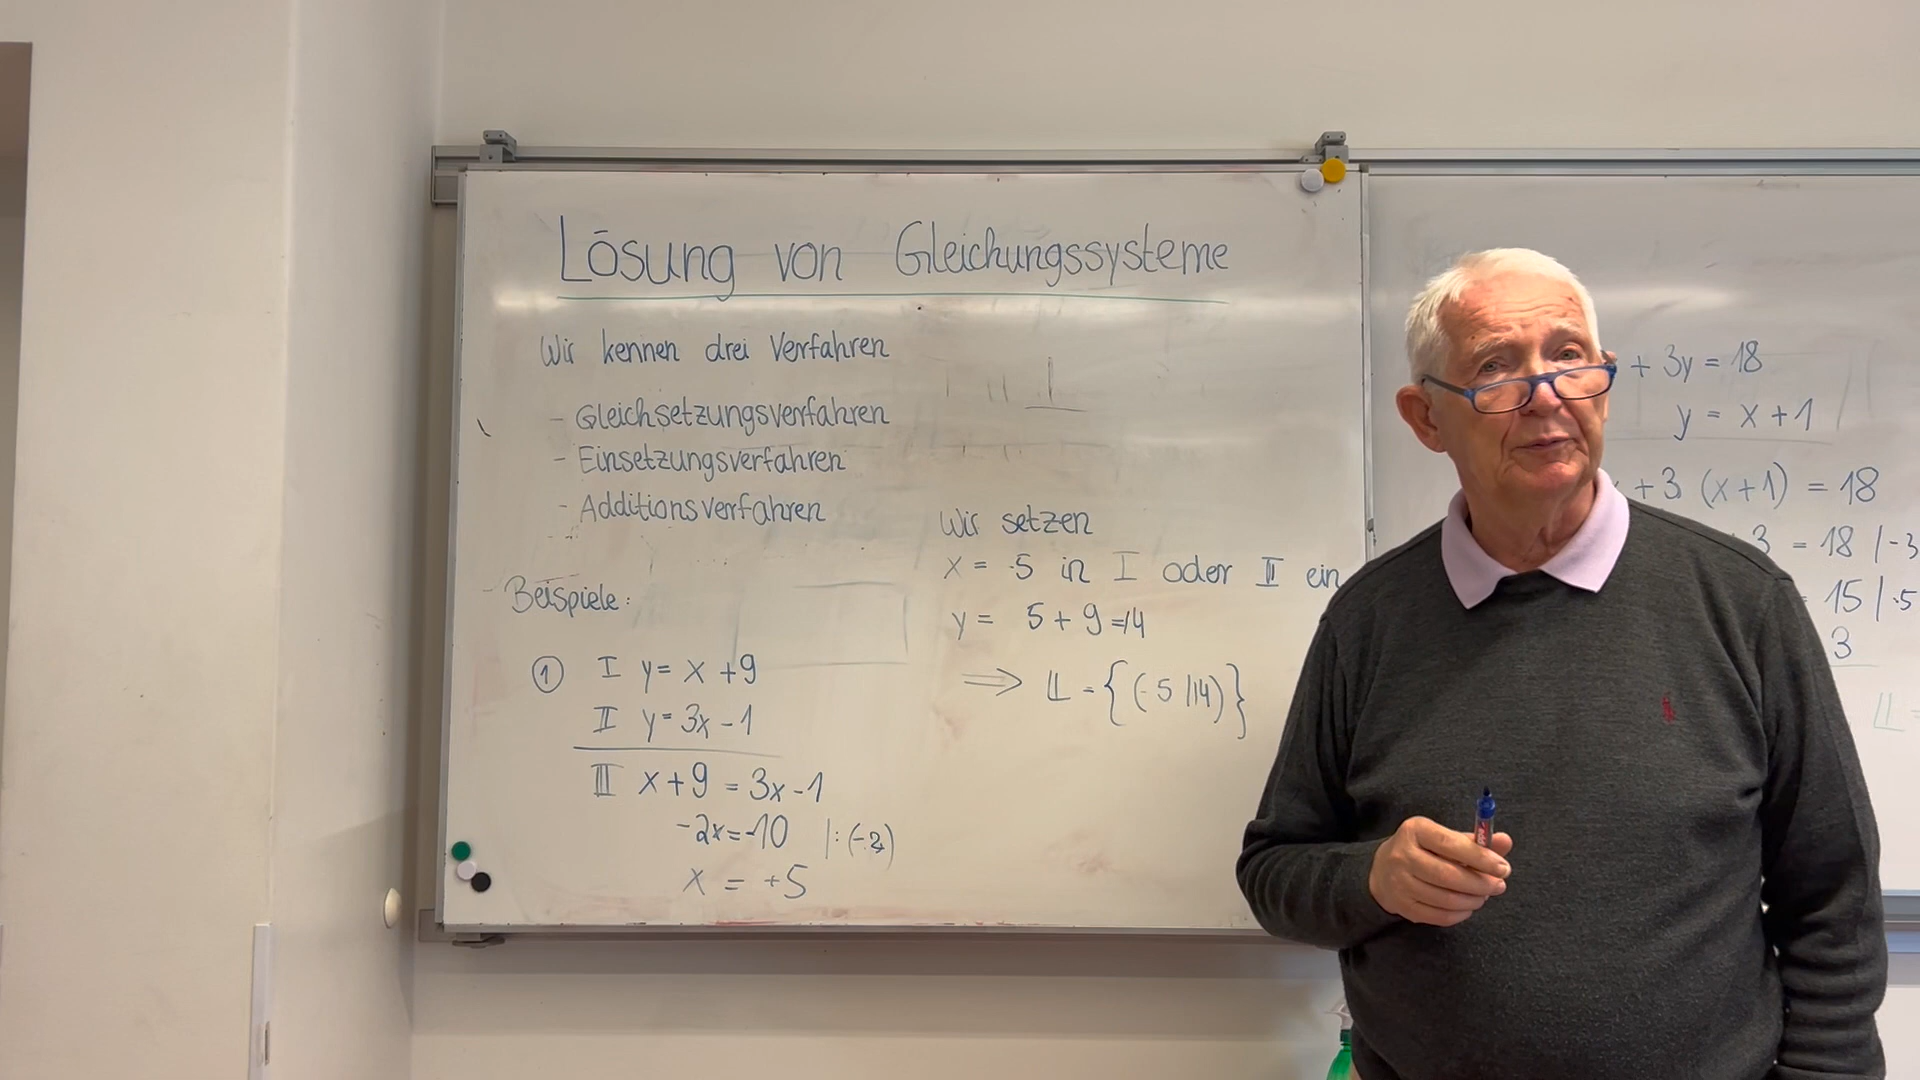 Lösung von Gleichungssysteme
Wir kennen drei Verfahren
- Gleichsetzungsverfahren
- Einsetzungsverfahren
- Additionsverfahren
Beispiele:
① I y = x + 9
II y = 3x - 1
III x + 9 = 3x - 1
-2x = -10 |: (-2)
x = +5
Wir setzen
x = 5 in I oder II ein
y = 5 + 9 = 14
⟹ 𝕃 = {(5 | 14)}
+ 3y = 18
y = x + 1
+ 3 (x + 1) = 18
3 = 18 | -3
= 15 | :5
3
𝕃 =